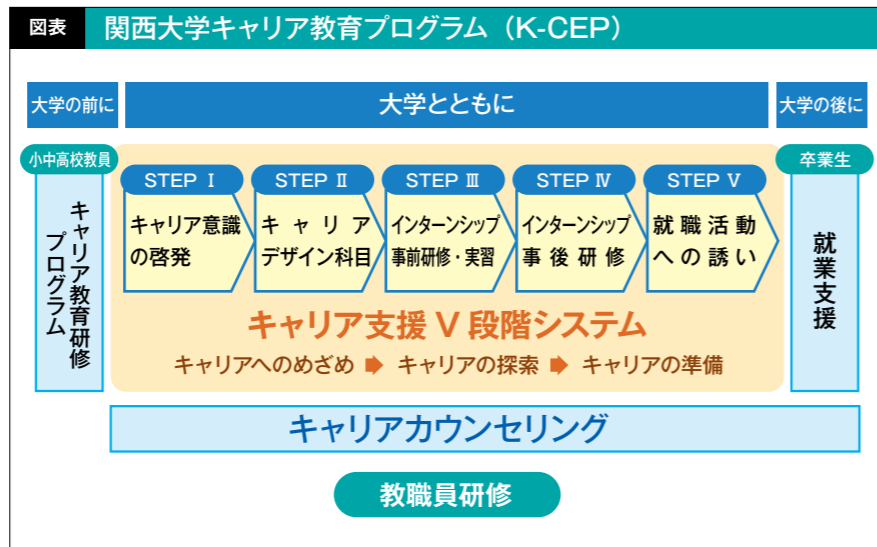 図表
関西大学キャリア教育プログラム（K-CEP）
大学の前に
大学とともに
大学の後に
小中高校教員
キャリア教育研修
プログラム
STEP Ⅰ
キャリア意識
の啓発
STEP Ⅱ
キャリア
デザイン科目
STEP Ⅲ
インターンシップ
事前研修・実習
STEP Ⅳ
インターンシップ
事後研修
STEP Ⅴ
就職活動
への誘い
卒業生
就業支援
キャリア支援Ⅴ段階システム
キャリアへのめざめ ➡ キャリアの探索 ➡ キャリアの準備
キャリアカウンセリング
教職員研修